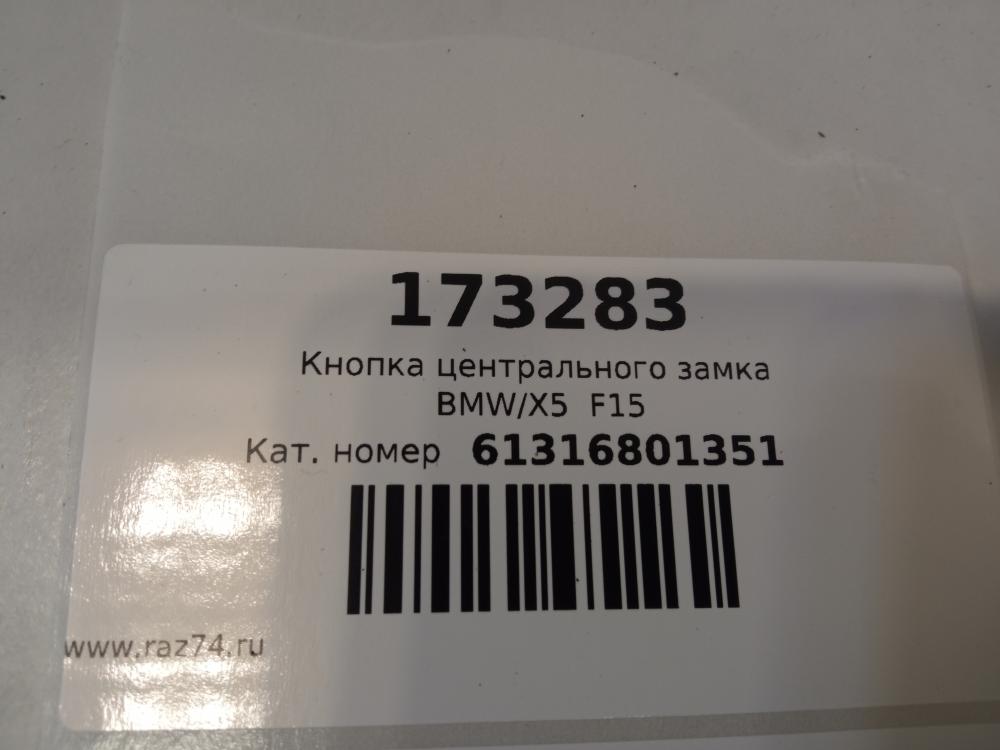 173283
Кнопка центрального замка
BMW/X5 F15
Кат. номер 61316801351
www.raz74.ru